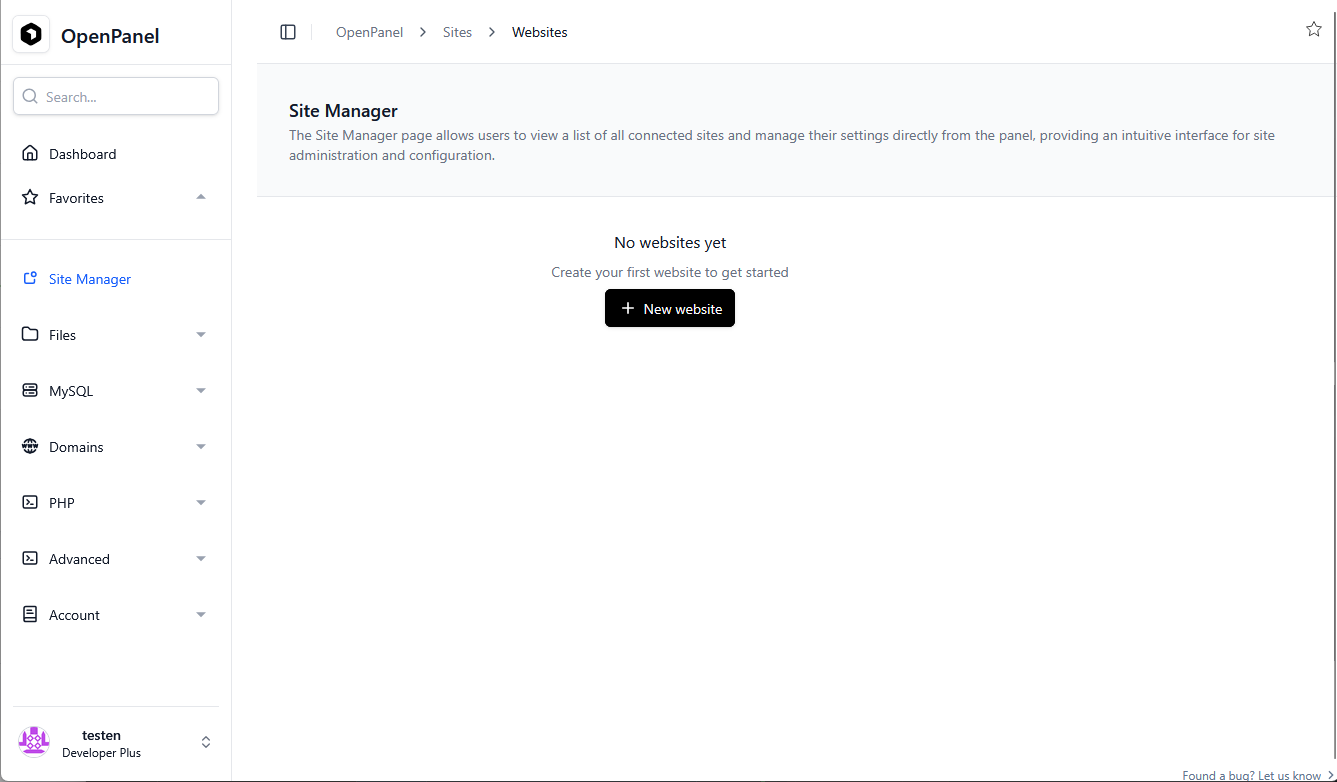 OpenPanel
Search...
Dashboard
Favorites
Site Manager
Files
MySQL
Domains
PHP
Advanced
Account
testen
Developer Plus
OpenPanel > Sites > Websites
Site Manager
The Site Manager page allows users to view a list of all connected sites and manage their settings directly from the panel, providing an intuitive interface for site
administration and configuration.
No websites yet
Create your first website to get started
+ New website
Found a bug? Let us know >